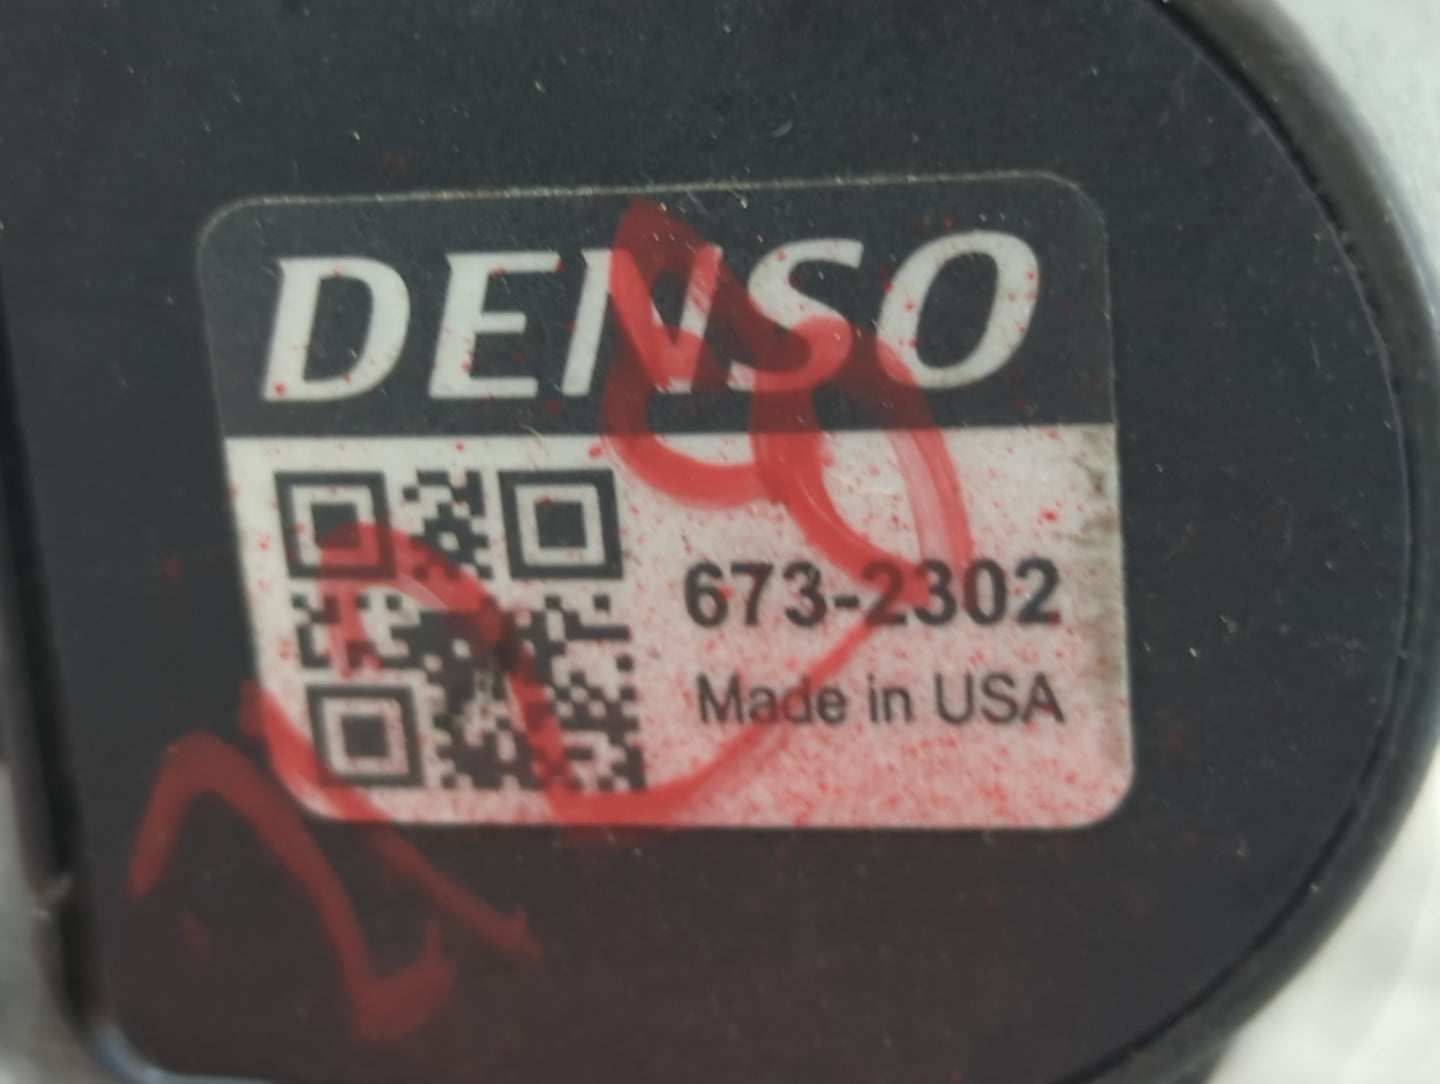 DENSO
673-2302
Made in USA